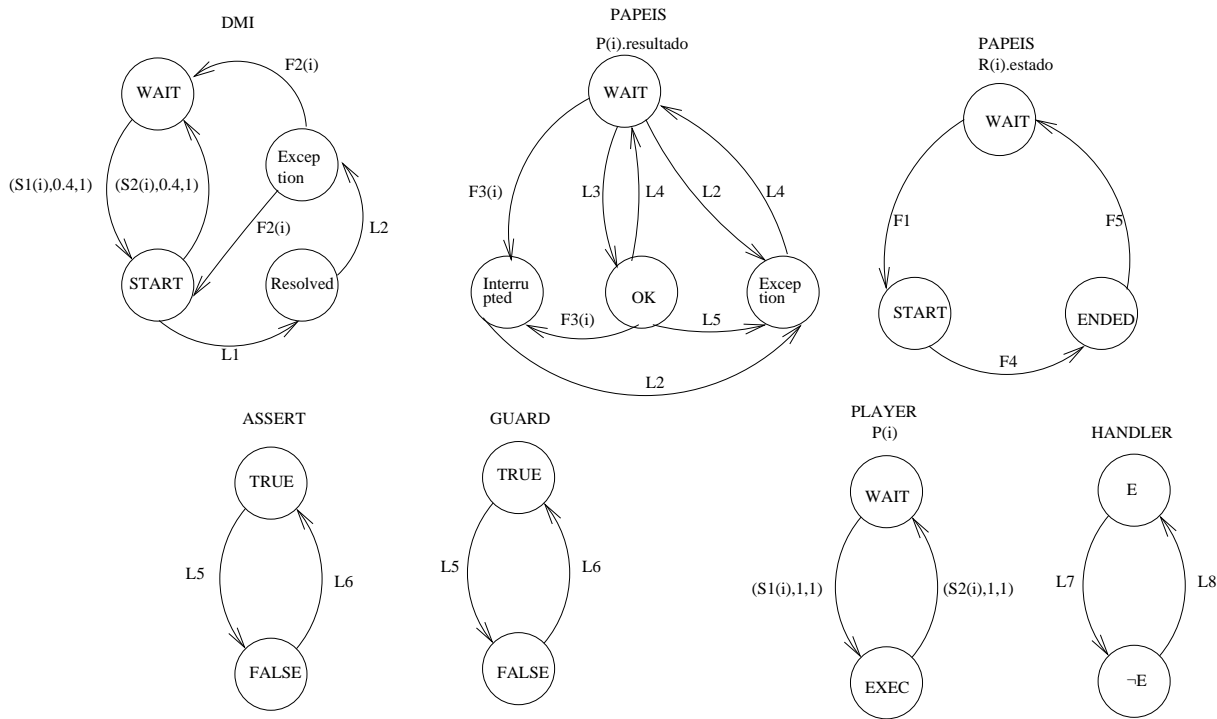 DMI
WAIT
F2(i)
Excep
tion
(S1(i),0.4,1)
(S2(i),0.4,1)
F2(i)
L2
START
Resolved
L1
PAPEIS
P(i).resultado
WAIT
F3(i)
L3
L4
L2
L4
Interru
pted
OK
Excep
tion
F3(i)
L5
L2
PAPEIS
R(i).estado
WAIT
F1
F5
START
ENDED
F4
ASSERT
TRUE
L5
L6
FALSE
GUARD
TRUE
L5
L6
FALSE
PLAYER
P(i)
WAIT
(S1(i),1,1)
(S2(i),1,1)
EXEC
HANDLER
E
L7
L8
¬E